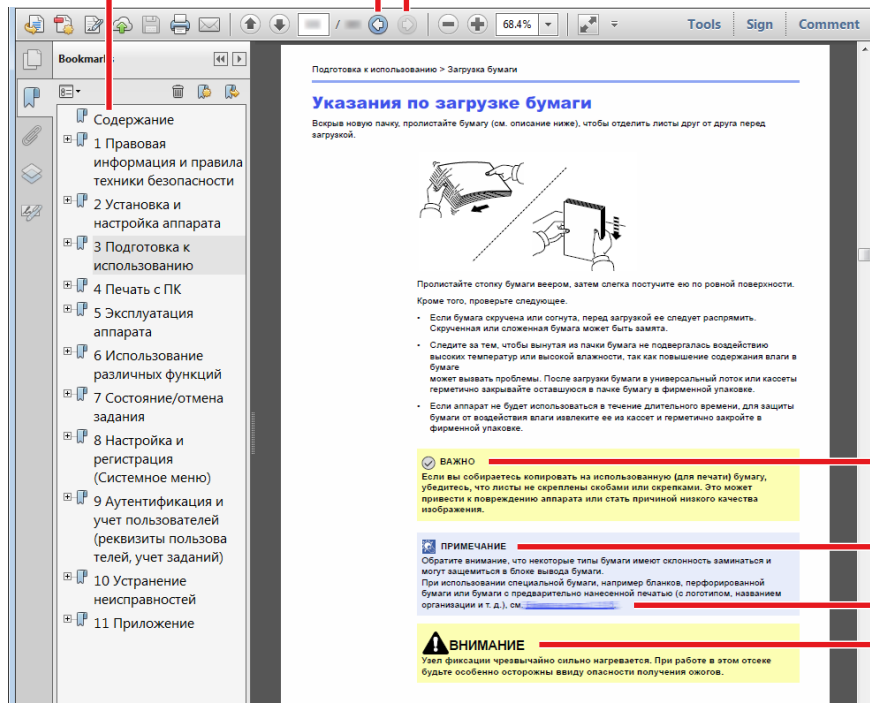 /
68.4%
Tools
Sign
Comment
Bookmar
Содержание
1 Правовая
информация и правила
техники безопасности
2 Установка и
настройка аппарата
3 Подготовка к
использованию
4 Печать с ПК
5 Эксплуатация
аппарата
6 Использование
различных функций
7 Состояние/отмена
задания
8 Настройка и
регистрация
(Системное меню)
9 Аутентификация и
учет пользователей
(реквизиты пользова
телей, учет заданий)
10 Устранение
неисправностей
11 Приложение
Подготовка к использованию > Загрузка бумаги
Указания по загрузке бумаги
Вскрыв новую пачку, пролистайте бумагу (см. описание ниже), чтобы отделить листы друг от друга перед
загрузкой.
Пролистайте стопку бумаги веером, затем слегка постучите ею по ровной поверхности.
Кроме того, проверьте следующее.
• Если бумага скручена или согнута, перед загрузкой ее следует распрямить.
Скрученная или сложенная бумага может быть замята.
• Следите за тем, чтобы вынутая из пачки бумага не подвергалась воздействию
высоких температур или высокой влажности, так как повышение содержания влаги в
бумаге
может вызвать проблемы. После загрузки бумаги в универсальный лоток или кассеты
герметично закрывайте оставшуюся в пачке бумагу в фирменной упаковке.
• Если аппарат не будет использоваться в течение длительного времени, для защиты
бумаги от воздействия влаги извлеките ее из кассет и герметично закройте в
фирменной упаковке.
ВАЖНО
Если вы собираетесь копировать на использованную (для печати) бумагу,
убедитесь, что листы не скреплены скобами или скрепками. Это может
привести к повреждению аппарата или стать причиной низкого качества
изображения.
ПРИМЕЧАНИЕ
Обратите внимание, что некоторые типы бумаги имеют склонность заминаться и
могут защемиться в блоке вывода бумаги.
При использовании специальной бумаги, например бланков, перфорированной
бумаги или бумаги с предварительно нанесенной печатью (с логотипом, названием
организации и т. д.), см.
ВНИМАНИЕ
Узел фиксации чрезвычайно сильно нагревается. При работе в этом отсеке
будьте особенно осторожны ввиду опасности получения ожогов.